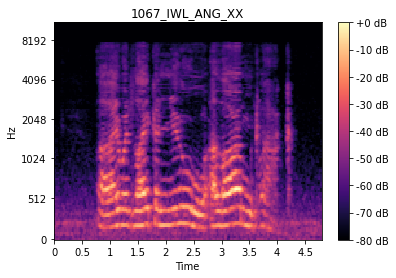 1067_IWL_ANG_XX
8192
4096
2048
1024
512
0
Hz
0 0.5 1 1.5 2 2.5 3 3.5 4 4.5
Time
+0 dB
-10 dB
-20 dB
-30 dB
-40 dB
-50 dB
-60 dB
-70 dB
-80 dB